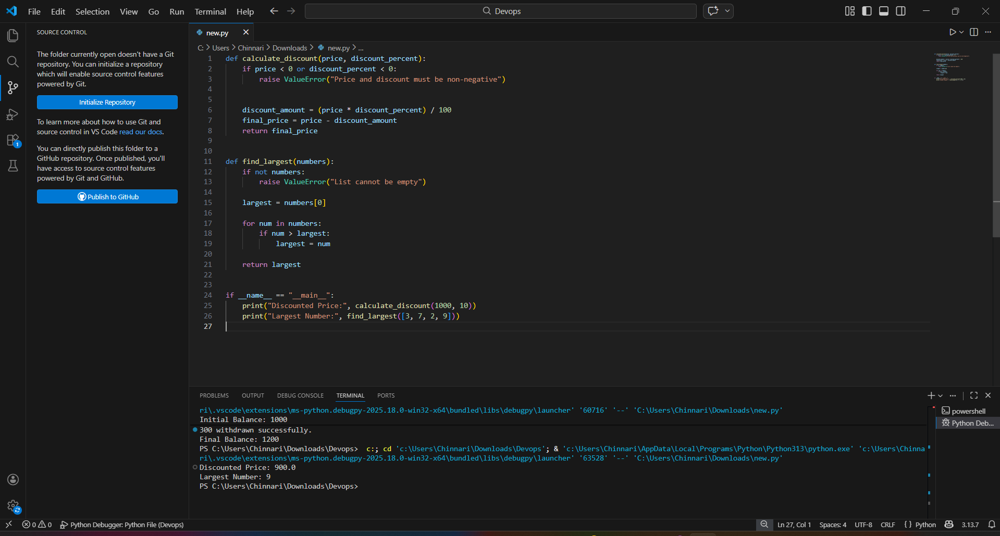 File Edit Selection View Go Run Terminal Help
Devops
SOURCE CONTROL
The folder currently open doesn't have a Git
repository. You can initialize a repository
which will enable source control features
powered by Git.
Initialize Repository
To learn more about how to use Git and
source control in VS Code read our docs.
You can directly publish this folder to a
GitHub repository. Once published, you'll
have access to source control features
powered by Git and GitHub.
Publish to GitHub
1
new.py
C: > Users > Chinnari > Downloads > new.py > ...
1 def calculate_discount(price, discount_percent):
2     if price < 0 or discount_percent < 0:
3         raise ValueError("Price and discount must be non-negative")
4
5
6     discount_amount = (price * discount_percent) / 100
7     final_price = price - discount_amount
8     return final_price
9
10
11 def find_largest(numbers):
12     if not numbers:
13         raise ValueError("List cannot be empty")
14
15     largest = numbers[0]
16
17     for num in numbers:
18         if num > largest:
19             largest = num
20
21     return largest
22
23
24 if __name__ == "__main__":
25     print("Discounted Price:", calculate_discount(1000, 10))
26     print("Largest Number:", find_largest([3, 7, 2, 9]))
27
PROBLEMS OUTPUT DEBUG CONSOLE TERMINAL PORTS
ri\.vscode\extensions\ms-python.debugpy-2025.18.0-win32-x64\bundled\libs\debugpy\launcher' '60716' '--' 'C:\Users\Chinnari\Downloads\new.py'
Initial Balance: 1000
300 withdrawn successfully.
Final Balance: 1200
PS C:\Users\Chinnari\Downloads\Devops>  c:; cd 'c:\Users\Chinnari\Downloads\Devops'; & 'c:\Users\Chinnari\AppData\Local\Programs\Python\Python313\python.exe' 'c:\Users\Chinna
ri\.vscode\extensions\ms-python.debugpy-2025.18.0-win32-x64\bundled\libs\debugpy\launcher' '63528' '--' 'C:\Users\Chinnari\Downloads\new.py'
Discounted Price: 900.0
Largest Number: 9
PS C:\Users\Chinnari\Downloads\Devops>
powershell
Python Deb...
0 0 Python Debugger: Python File (Devops)
Ln 27, Col 1 Spaces: 4 UTF-8 CRLF { } Python 3.13.7